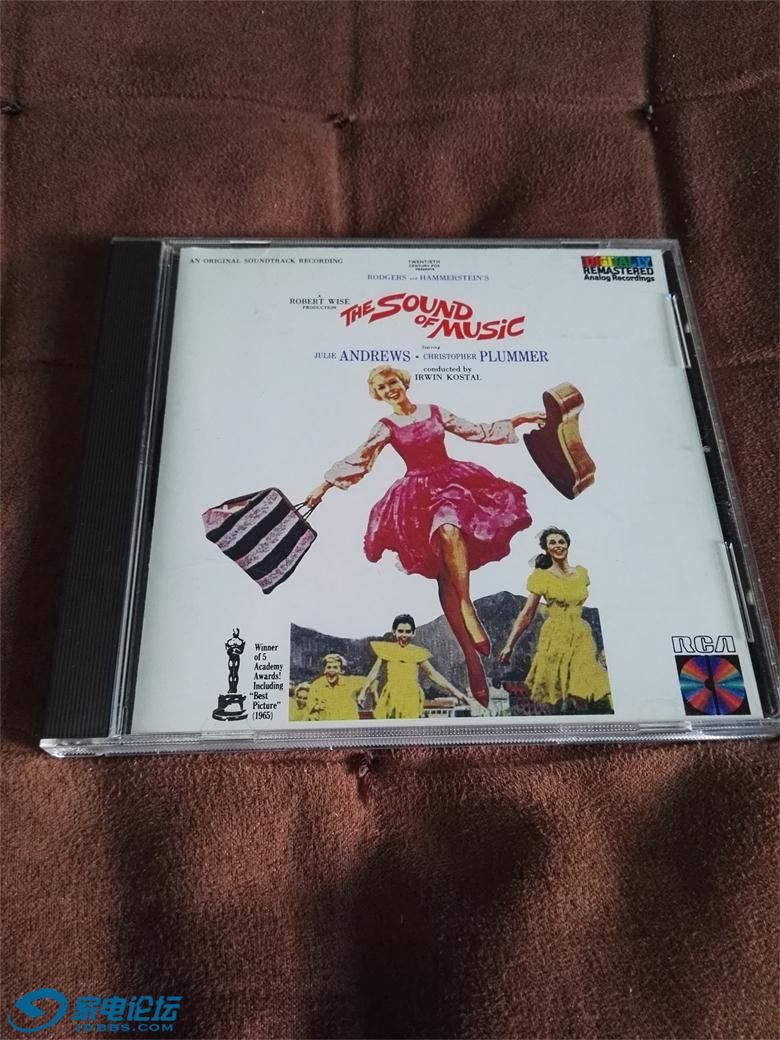 AN ORIGINAL SOUNDTRACK RECORDING
TWENTIETH
CENTURY-FOX
PRESENTS
RODGERS and HAMMERSTEIN'S
A
ROBERT WISE
PRODUCTION
THE SOUND
OF MUSIC
Starring
JULIE ANDREWS • CHRISTOPHER PLUMMER
conducted by
IRWIN KOSTAL
DIGITALLY
REMASTERED
Analog Recordings
Winner
of 5
Academy
Awards!
Including
"Best
Picture"
(1965)
RCA
家电论坛
JDBBS.COM